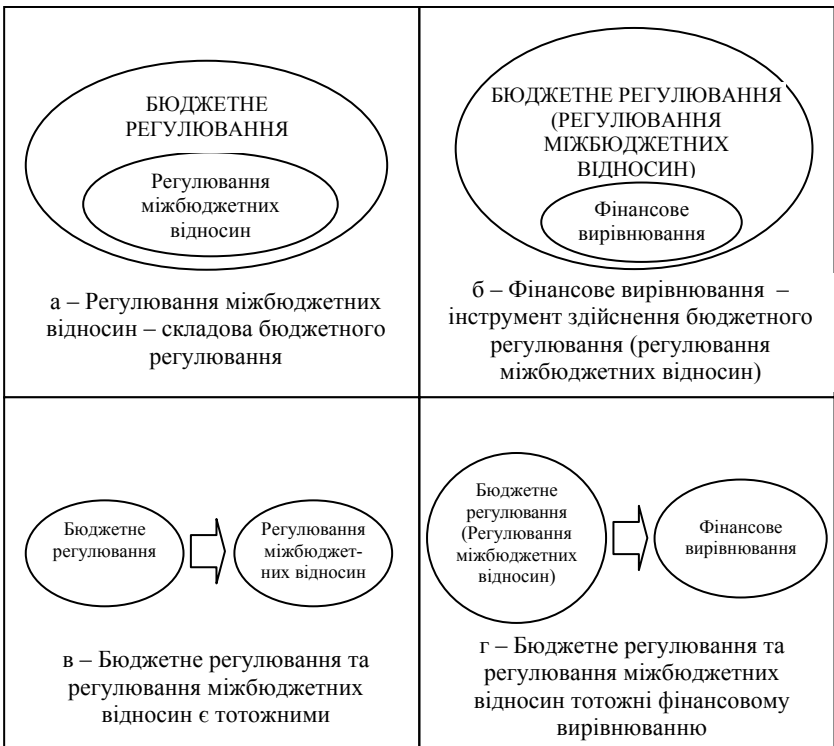 БЮДЖЕТНЕ
РЕГУЛЮВАННЯ
Регулювання
міжбюджетних
відносин
а – Регулювання міжбюджетних
відносин – складова бюджетного
регулювання
БЮДЖЕТНЕ РЕГУЛЮВАННЯ
(РЕГУЛЮВАННЯ
МІЖБЮДЖЕТНИХ
ВІДНОСИН)
Фінансове
вирівнювання
б – Фінансове вирівнювання –
інструмент здійснення бюджетного
регулювання (регулювання
міжбюджетних відносин)
Бюджетне
регулювання
Регулювання
міжбюджет-
них відносин
в – Бюджетне регулювання та
регулювання міжбюджетних
відносин є тотожними
Бюджетне
регулювання
(Регулювання
міжбюджетних
відносин)
Фінансове
вирівнювання
г – Бюджетне регулювання та
регулювання міжбюджетних
відносин тотожні фінансовому
вирівнюванню